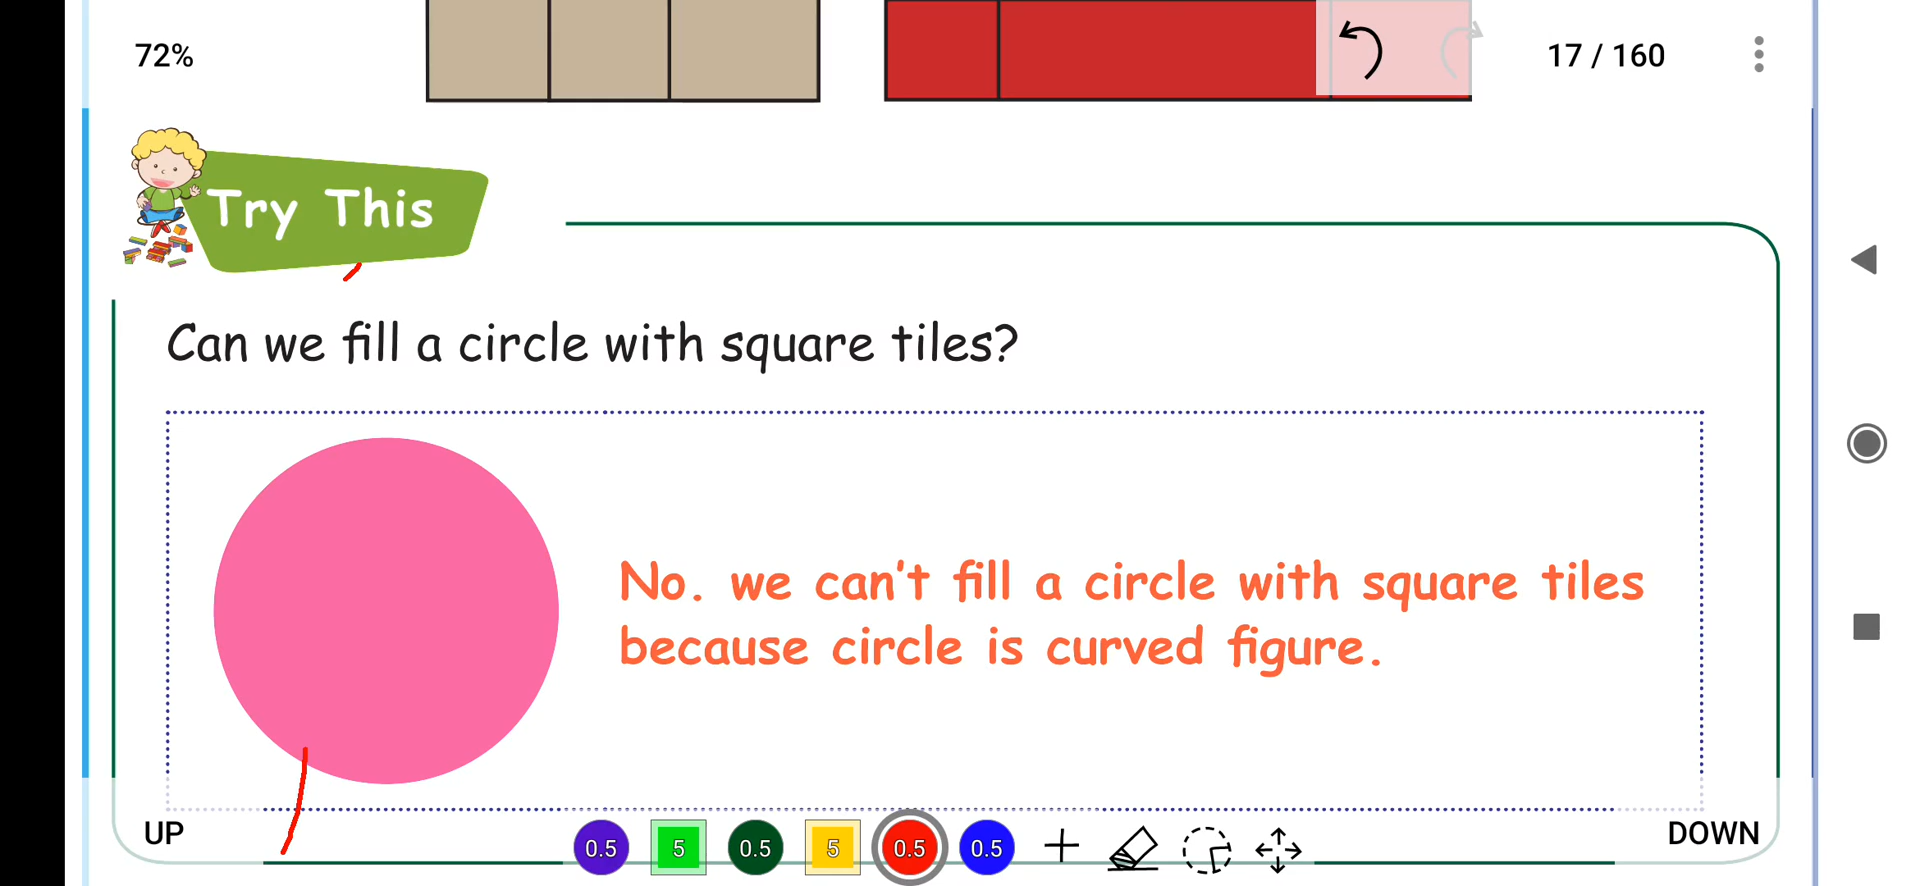 72%
17 / 160
Try This
Can we fill a circle with square tiles?
No. we can't fill a circle with square tiles
because circle is curved figure.
UP
0.5 5 0.5 5 0.5 0.5
DOWN